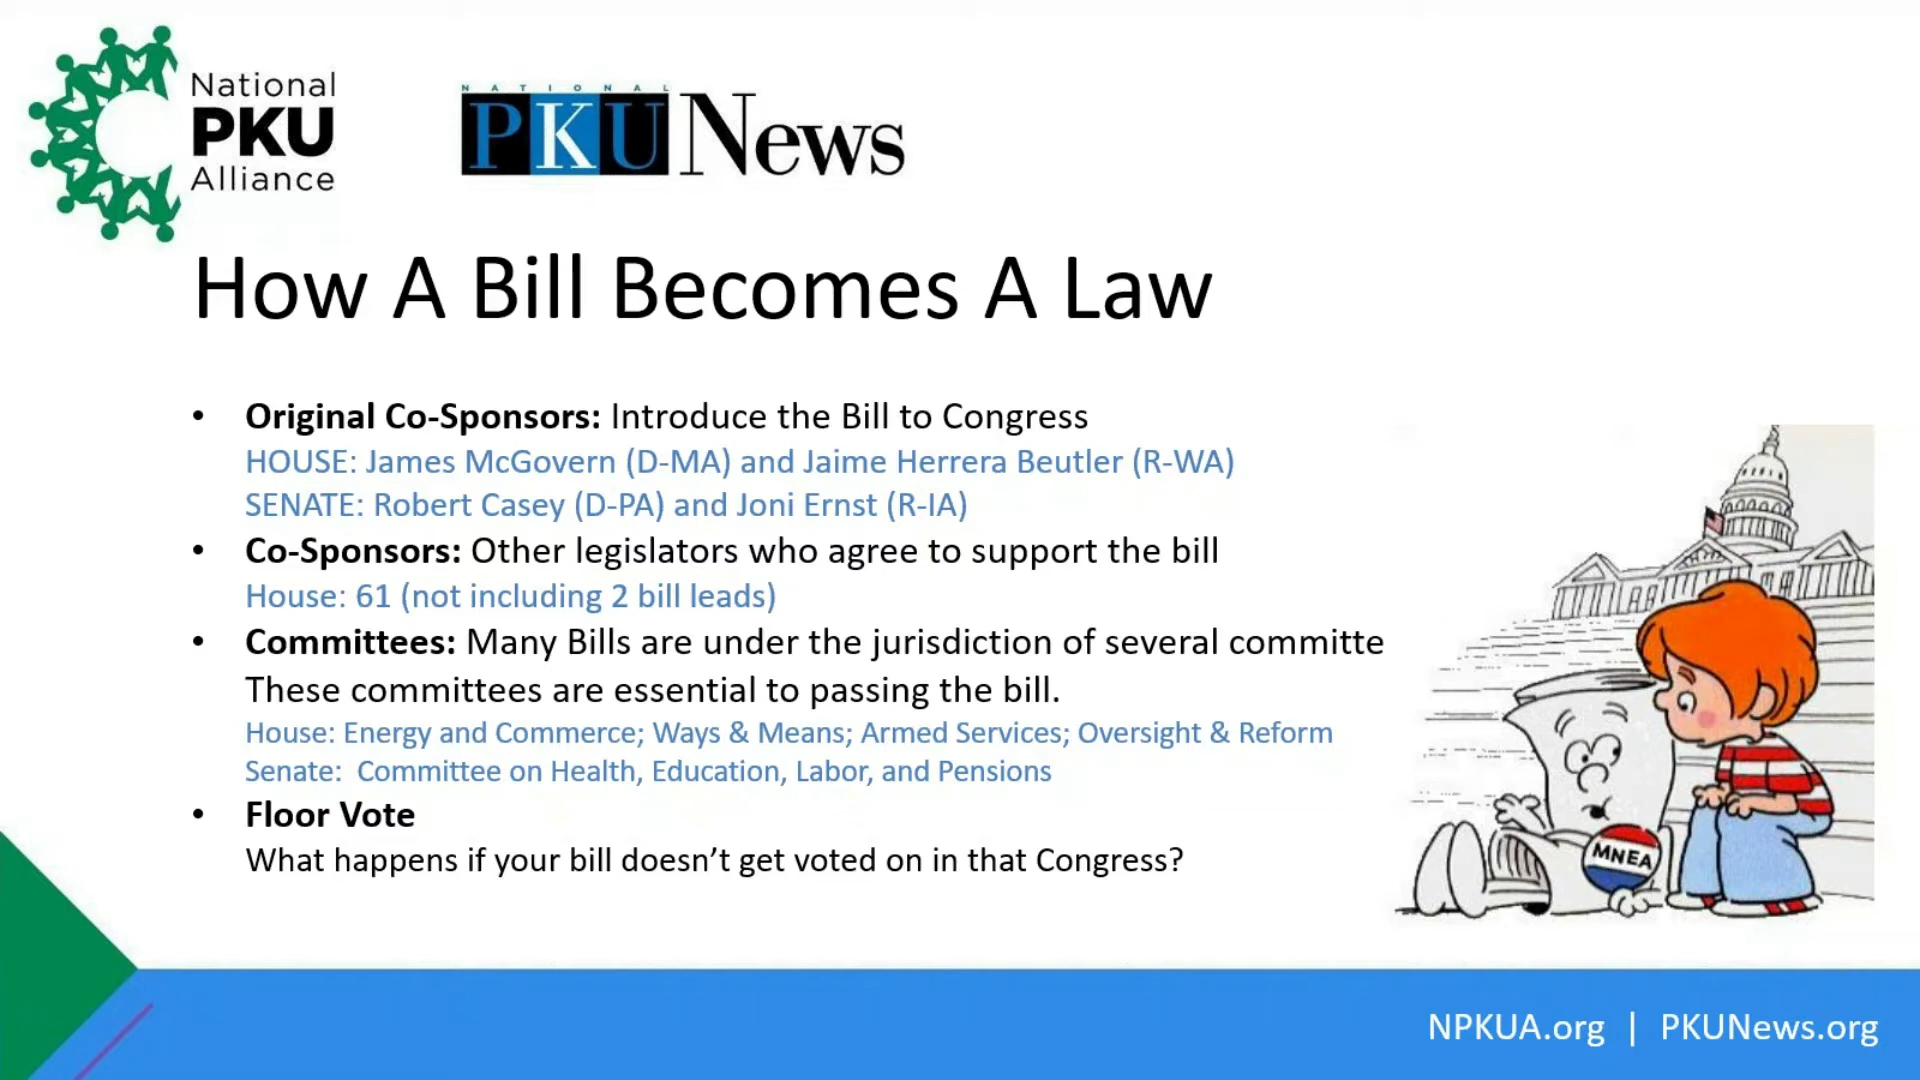 National
PKU
Alliance
NATIONAL
PKU News
How A Bill Becomes A Law
• Original Co-Sponsors: Introduce the Bill to Congress
HOUSE: James McGovern (D-MA) and Jaime Herrera Beutler (R-WA)
SENATE: Robert Casey (D-PA) and Joni Ernst (R-IA)
• Co-Sponsors: Other legislators who agree to support the bill
House: 61 (not including 2 bill leads)
• Committees: Many Bills are under the jurisdiction of several committe
These committees are essential to passing the bill.
House: Energy and Commerce; Ways & Means; Armed Services; Oversight & Reform
Senate:  Committee on Health, Education, Labor, and Pensions
• Floor Vote
What happens if your bill doesn’t get voted on in that Congress?
MNEA
NPKUA.org | PKUNews.org